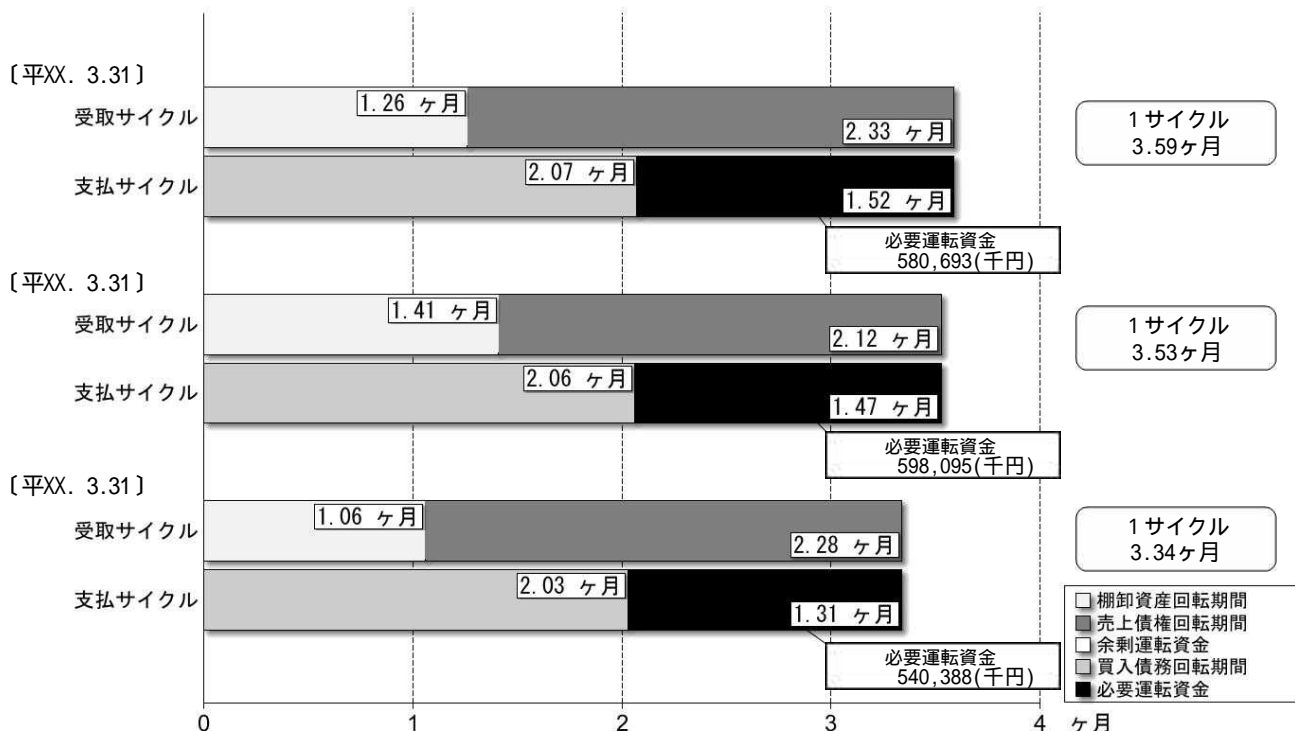 〔平XX. 3.31〕
受取サイクル
1.26 ヶ月
2.33 ヶ月
支払サイクル
2.07 ヶ月
1.52 ヶ月
必要運転資金
580,693(千円)
1サイクル
3.59ヶ月
〔平XX. 3.31〕
受取サイクル
1.41 ヶ月
2.12 ヶ月
支払サイクル
2.06 ヶ月
1.47 ヶ月
必要運転資金
598,095(千円)
1サイクル
3.53ヶ月
〔平XX. 3.31〕
受取サイクル
1.06 ヶ月
2.28 ヶ月
支払サイクル
2.03 ヶ月
1.31 ヶ月
必要運転資金
540,388(千円)
1サイクル
3.34ヶ月
棚卸資産回転期間
売上債権回転期間
余剰運転資金
買入債務回転期間
必要運転資金
0 1 2 3 4 ヶ月